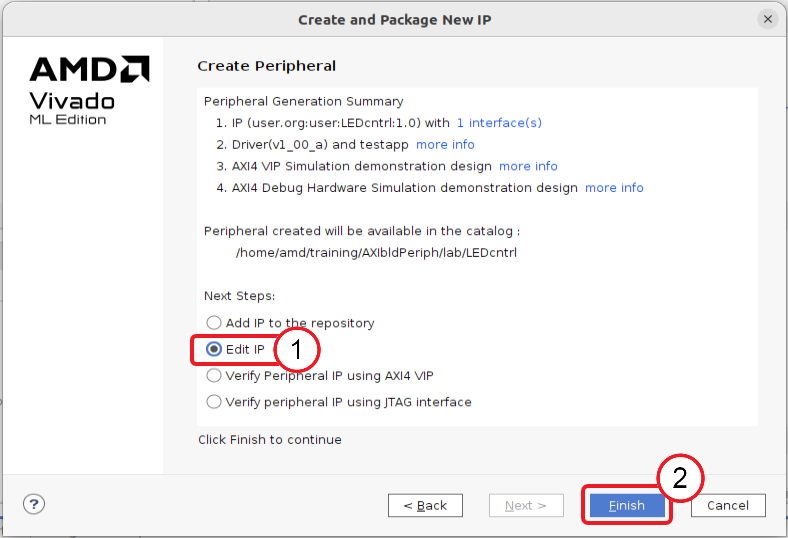 Create and Package New IP
AMD
Vivado
ML Edition
Create Peripheral
Peripheral Generation Summary
1. IP (user.org:user:LEDcntrl:1.0) with 1 interface(s)
2. Driver(v1_00_a) and testapp more info
3. AXI4 VIP Simulation demonstration design more info
4. AXI4 Debug Hardware Simulation demonstration design more info
Peripheral created will be available in the catalog :
/home/amd/training/AXIbldPeriph/lab/LEDcntrl
Next Steps:
Add IP to the repository
Edit IP 1
Verify Peripheral IP using AXI4 VIP
Verify peripheral IP using JTAG interface
Click Finish to continue
2
? < Back Next > Finish Cancel